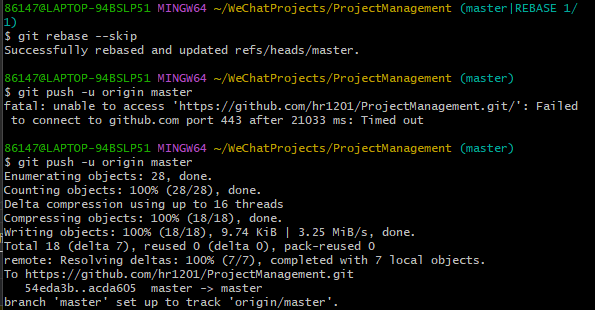 86147@LAPTOP-94BSLP51 MINGW64 ~/WeChatProjects/ProjectManagement (master|REBASE 1/
1)
$ git rebase --skip
Successfully rebased and updated refs/heads/master.
86147@LAPTOP-94BSLP51 MINGW64 ~/WeChatProjects/ProjectManagement (master)
$ git push -u origin master
fatal: unable to access 'https://github.com/hr1201/ProjectManagement.git/': Failed
 to connect to github.com port 443 after 21033 ms: Timed out
86147@LAPTOP-94BSLP51 MINGW64 ~/WeChatProjects/ProjectManagement (master)
$ git push -u origin master
Enumerating objects: 28, done.
Counting objects: 100% (28/28), done.
Delta compression using up to 16 threads
Compressing objects: 100% (18/18), done.
Writing objects: 100% (18/18), 9.74 KiB | 3.25 MiB/s, done.
Total 18 (delta 7), reused 0 (delta 0), pack-reused 0
remote: Resolving deltas: 100% (7/7), completed with 7 local objects.
To https://github.com/hr1201/ProjectManagement.git
   54eda3b..acda605  master -> master
branch 'master' set up to track 'origin/master'.